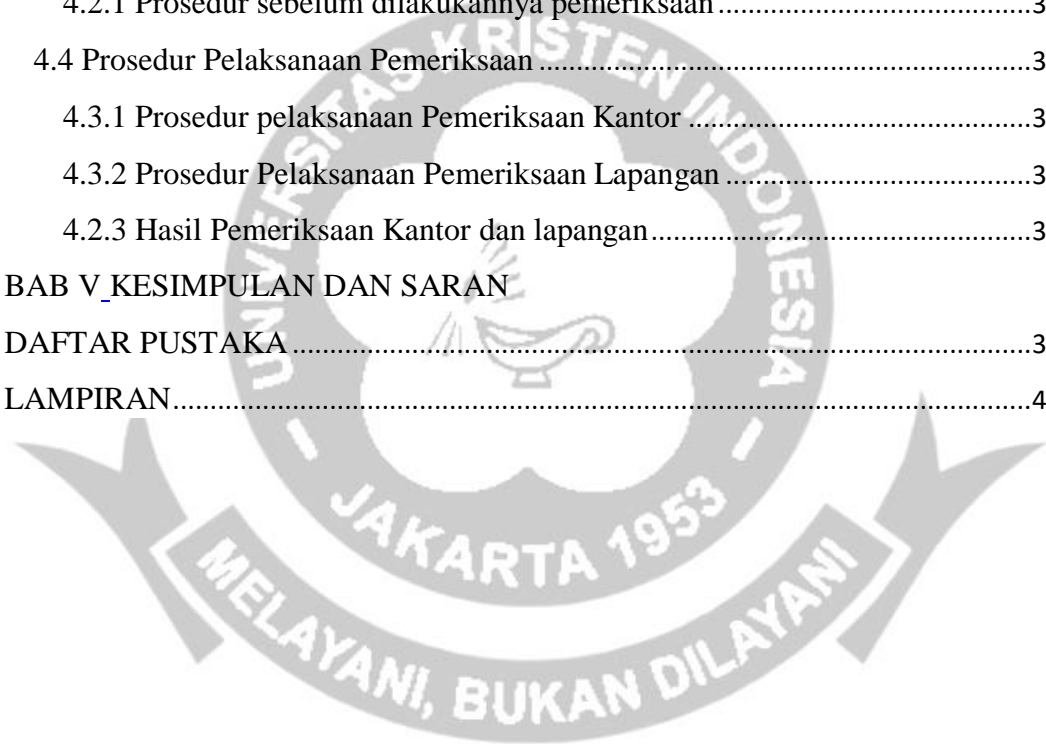 4.2.1 Prosedur sebelum dilakukannya pemeriksaan.......................................3
4.4 Prosedur Pelaksanaan Pemeriksaan..............................................................3
4.3.1 Prosedur pelaksanaan Pemeriksaan Kantor...........................................3
4.3.2 Prosedur Pelaksanaan Pemeriksaan Lapangan......................................3
4.2.3 Hasil Pemeriksaan Kantor dan lapangan................................................3
BAB V KESIMPULAN DAN SARAN
DAFTAR PUSTAKA..............................................................................................3
LAMPIRAN.............................................................................................................4
UNIVERSITAS KRISTEN INDONESIA
JAKARTA 1953
MELAYANI, BUKAN DILAYANI